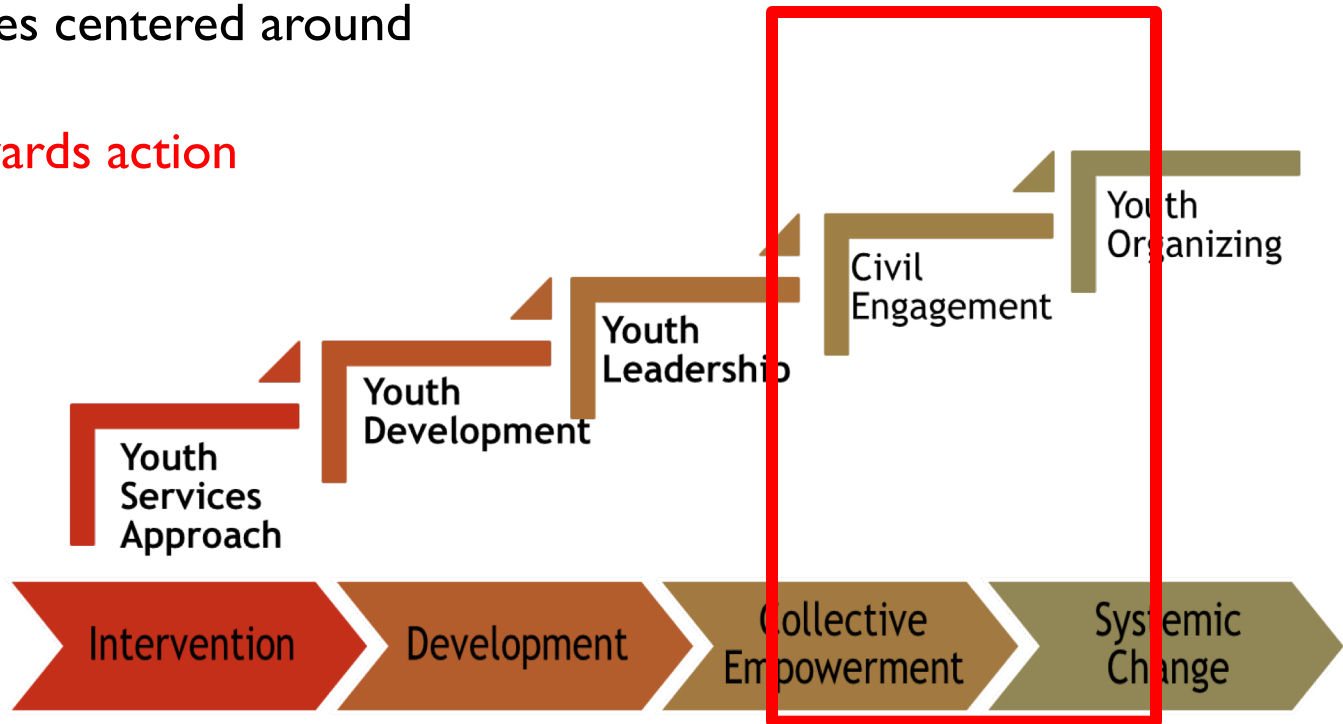 es centered around
ards action
Youth
Organizing
Civil
Engagement
Youth
Leadership
Youth
Development
Youth
Services
Approach
Intervention
Development
Collective
Empowerment
Systemic
Change